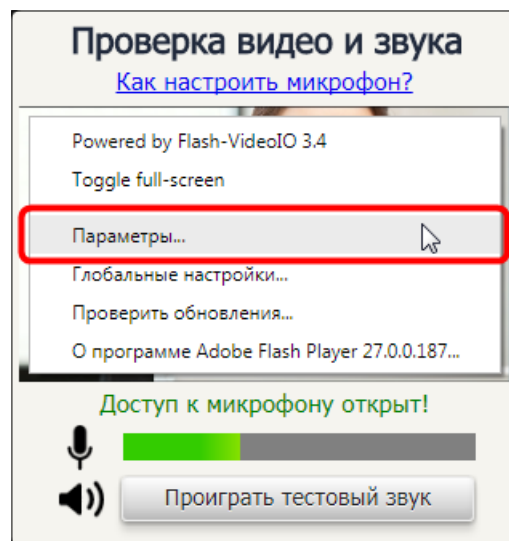 Проверка видео и звука
Как настроить микрофон?
Powered by Flash-VideoIO 3.4
Toggle full-screen
Параметры...
Глобальные настройки...
Проверить обновления...
О программе Adobe Flash Player 27.0.0.187...
Доступ к микрофону открыт!
Проиграть тестовый звук